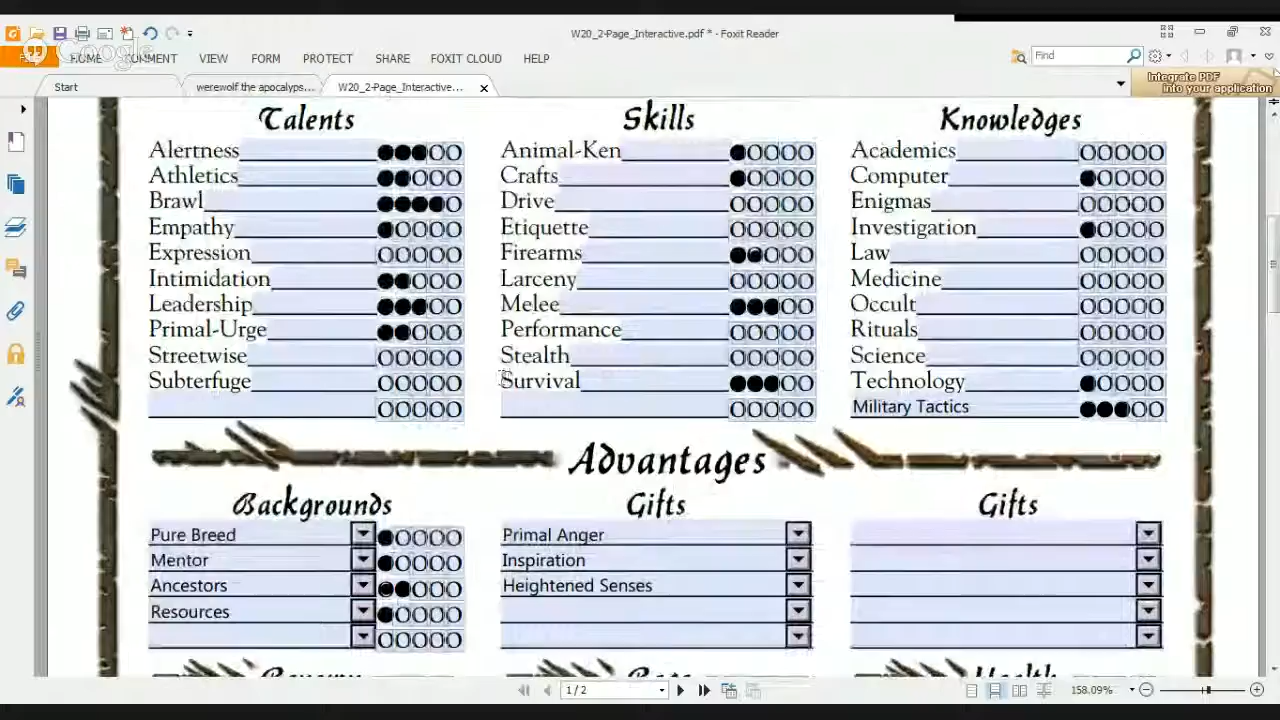 W20_2-Page_Interactive.pdf * - Foxit Reader
Google
HOME COMMENT VIEW FORM PROTECT SHARE FOXIT CLOUD HELP
Find
Start
werewolf the apocalyps...
W20_2-Page_Interactive...
Integrate PDF
into your application
Talents Skills Knowledges
Alertness Animal-Ken Academics
Athletics Crafts Computer
Brawl Drive Enigmas
Empathy Etiquette Investigation
Expression Firearms Law
Intimidation Larceny Medicine
Leadership Melee Occult
Primal-Urge Performance Rituals
Streetwise Stealth Science
Subterfuge Survival Technology
Military Tactics
Advantages
Backgrounds Gifts Gifts
Pure Breed Primal Anger
Mentor Inspiration
Ancestors Heightened Senses
Resources
Health
1 / 2
158.09%